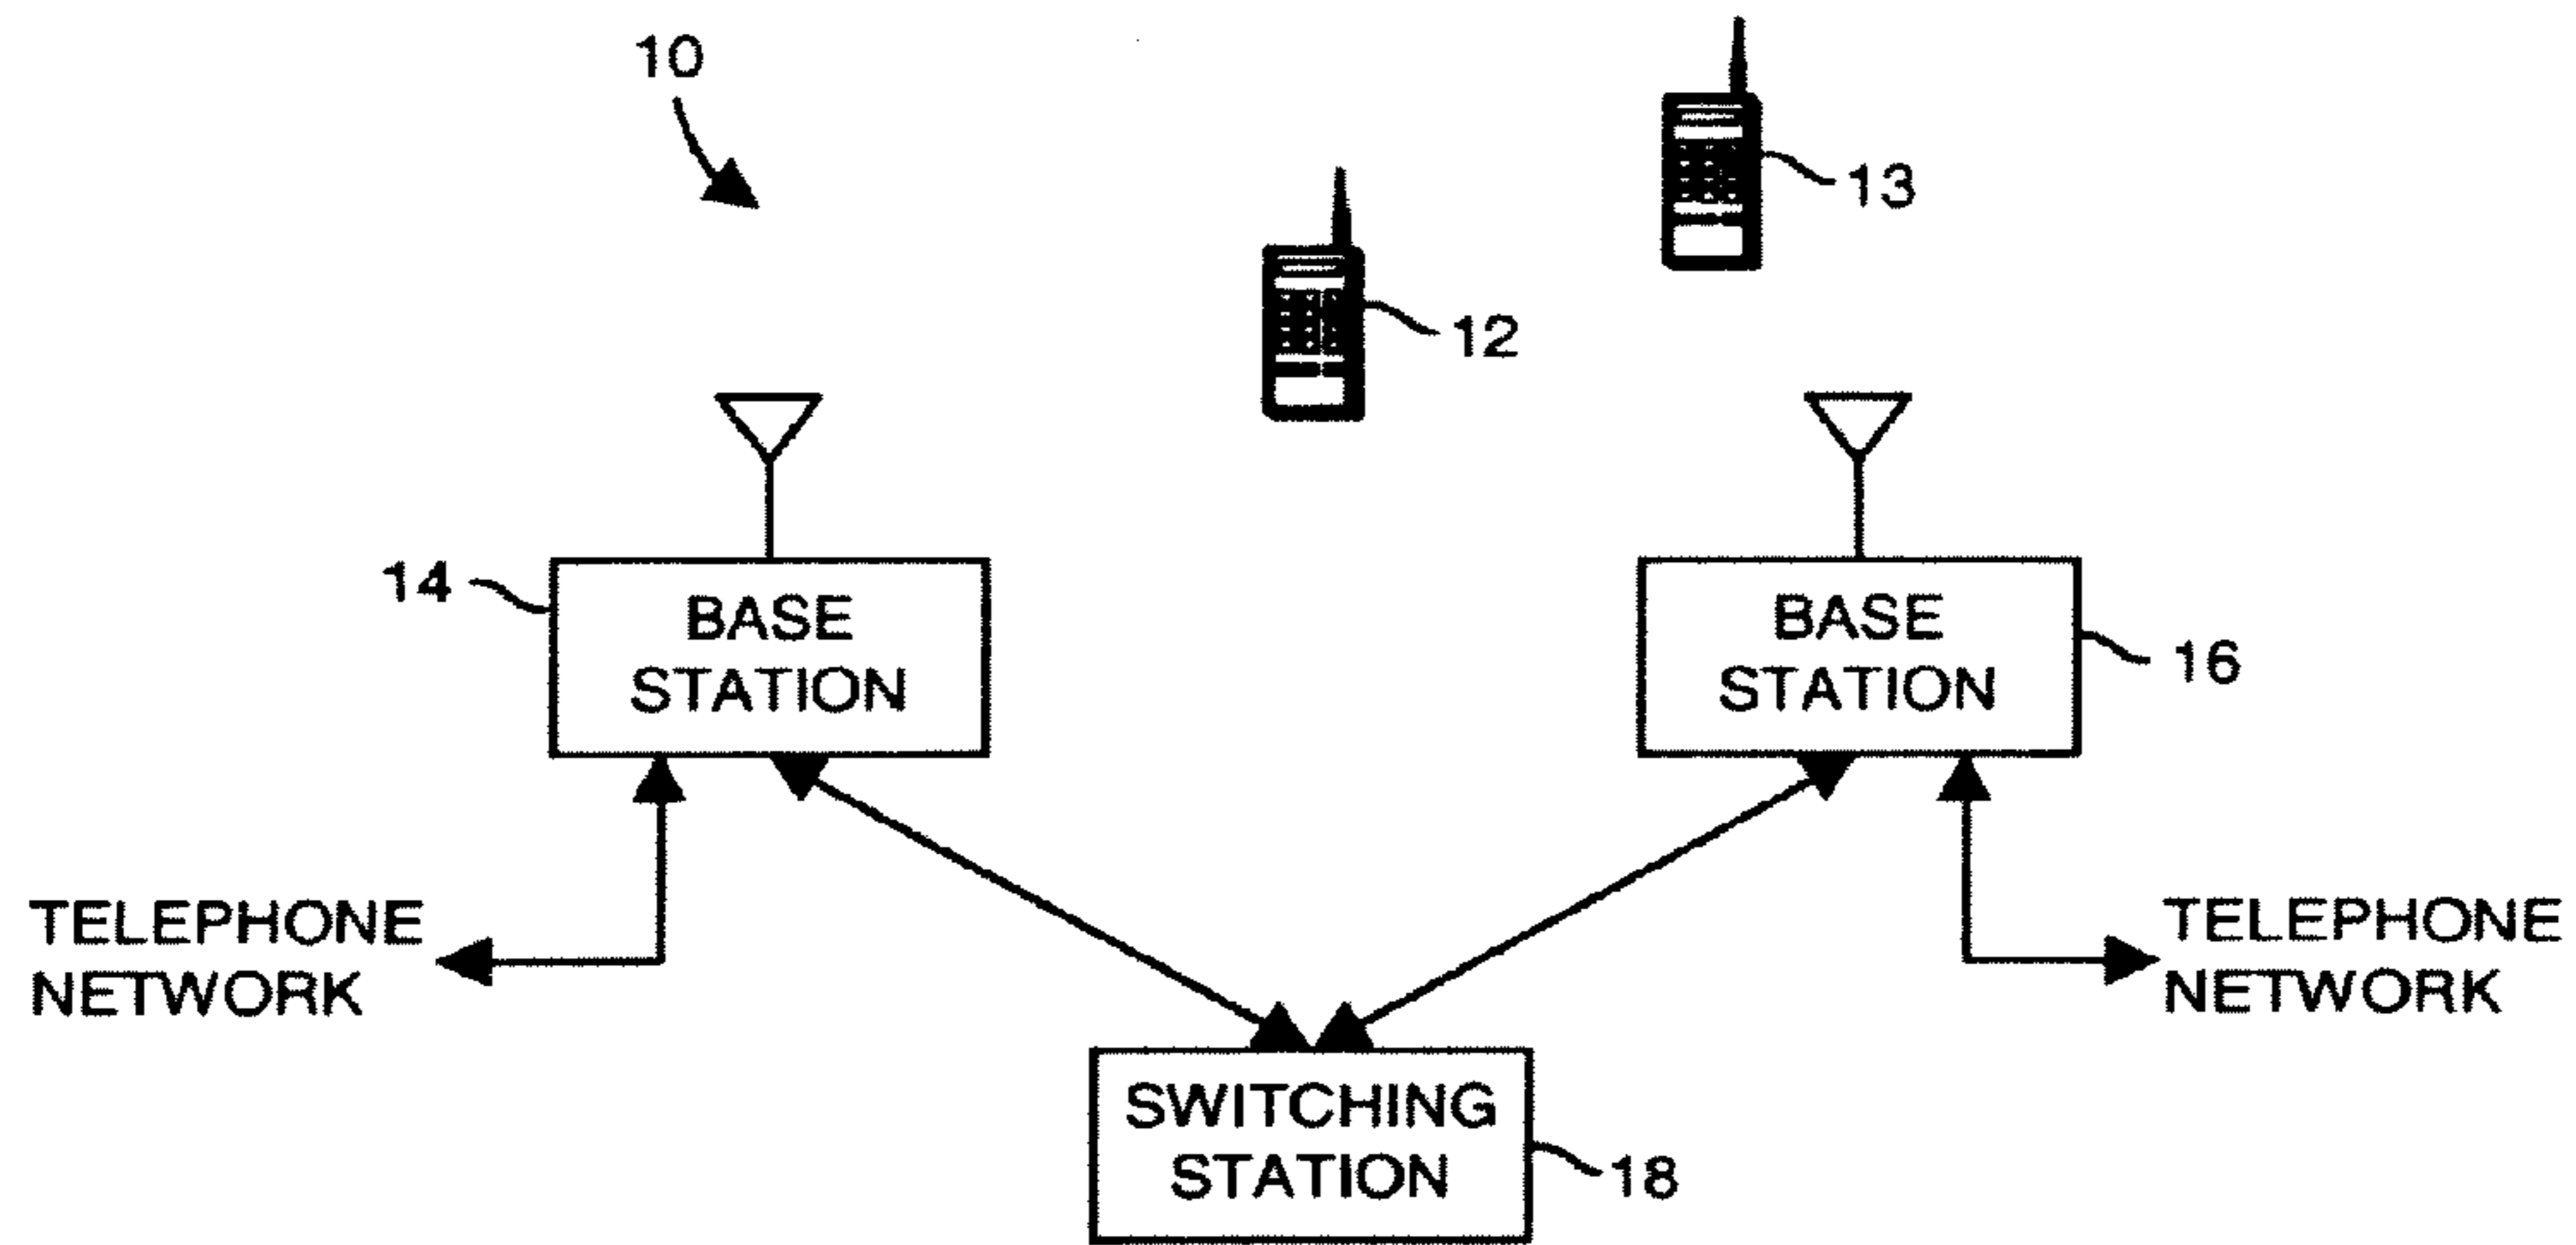 10
13
12
14
BASE
STATION
BASE
STATION
16
TELEPHONE
NETWORK
TELEPHONE
NETWORK
SWITCHING
STATION
18